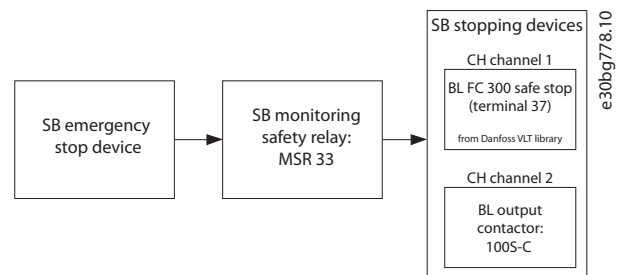 SB emergency
stop device
SB monitoring
safety relay:
MSR 33
SB stopping devices
CH channel 1
BL FC 300 safe stop
(terminal 37)
from Danfoss VLT library
CH channel 2
BL output
contactor:
100S-C
e30bg778.10